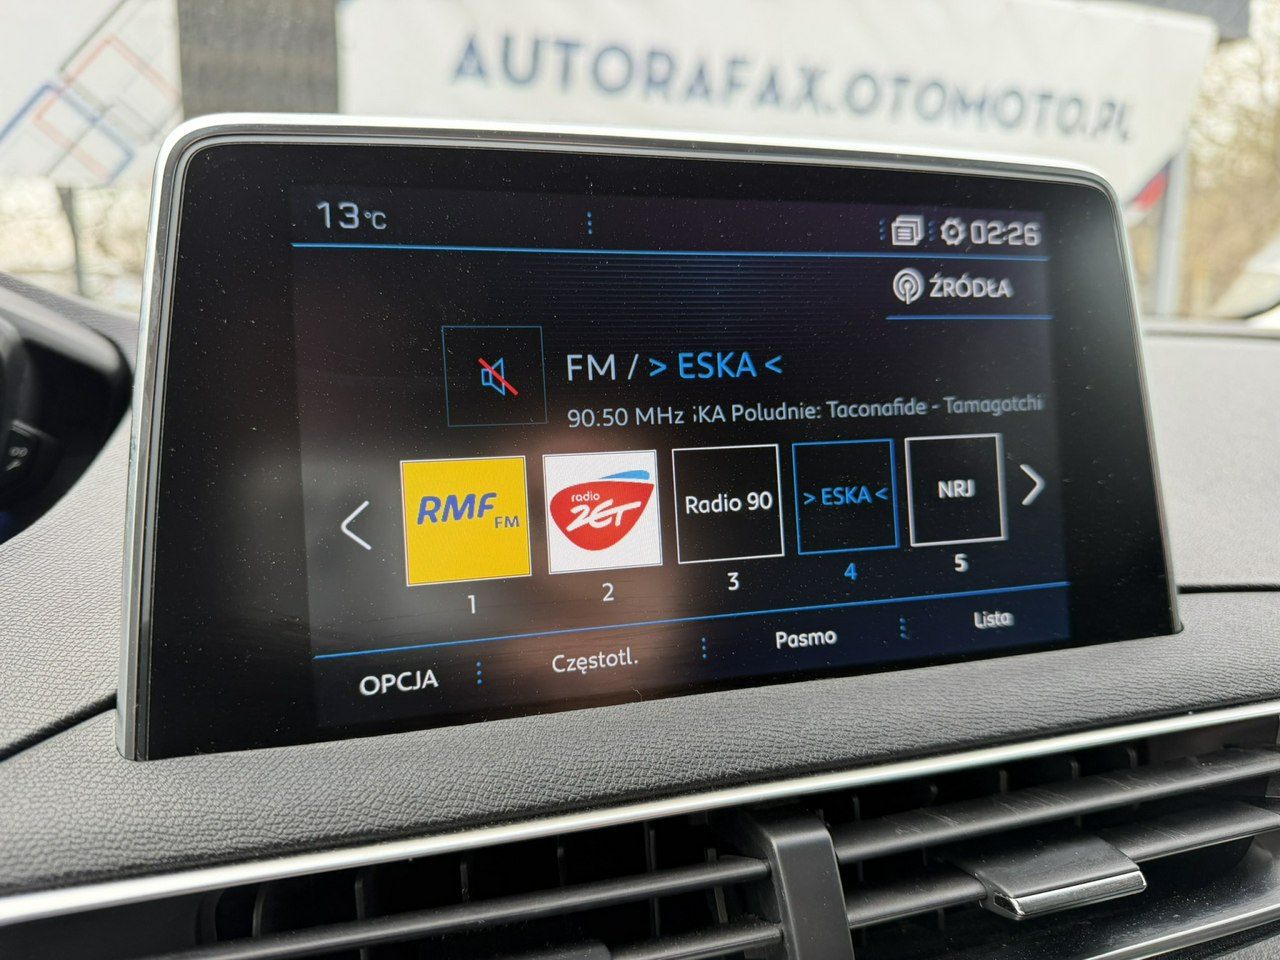 AUTORAFAX.OTOMOTO.PL
13°C
02:26
ŹRÓDŁA
FM / > ESKA <
90.50 MHz iKA Poludnie: Taconafide - Tamagotchi
RMF FM
radio ZET
Radio 90
> ESKA <
NRJ
1
2
3
4
5
OPCJA
Częstotl.
Pasmo
Lista